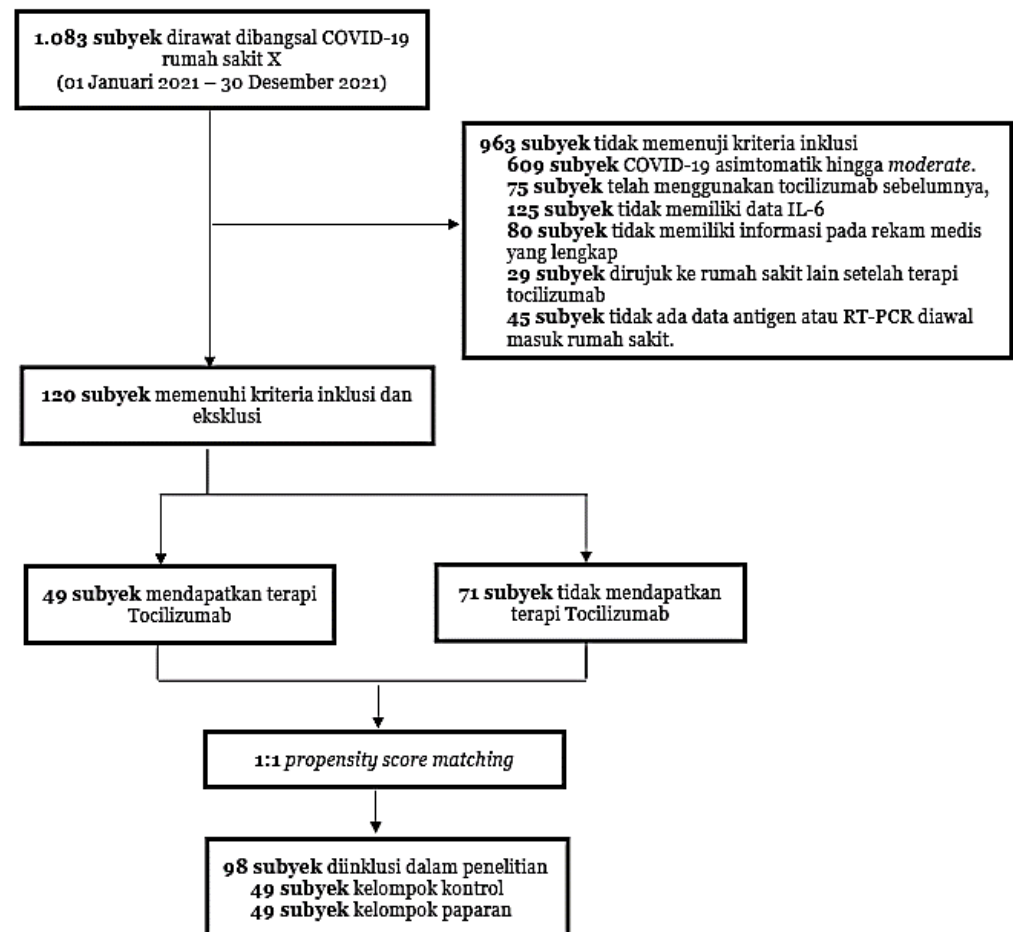 1.083 subyek dirawat dibangsal COVID-19
rumah sakit X
(01 Januari 2021 – 30 Desember 2021)
963 subyek tidak memenuji kriteria inklusi
609 subyek COVID-19 asimtomatik hingga moderate.
75 subyek telah menggunakan tocilizumab sebelumnya,
125 subyek tidak memiliki data IL-6
80 subyek tidak memiliki informasi pada rekam medis
yang lengkap
29 subyek dirujuk ke rumah sakit lain setelah terapi
tocilizumab
45 subyek tidak ada data antigen atau RT-PCR diawal
masuk rumah sakit.
120 subyek memenuhi kriteria inklusi dan
eksklusi
49 subyek mendapatkan terapi
Tocilizumab
71 subyek tidak mendapatkan
terapi Tocilizumab
1:1 propensity score matching
98 subyek diinklusi dalam penelitian
49 subyek kelompok kontrol
49 subyek kelompok paparan